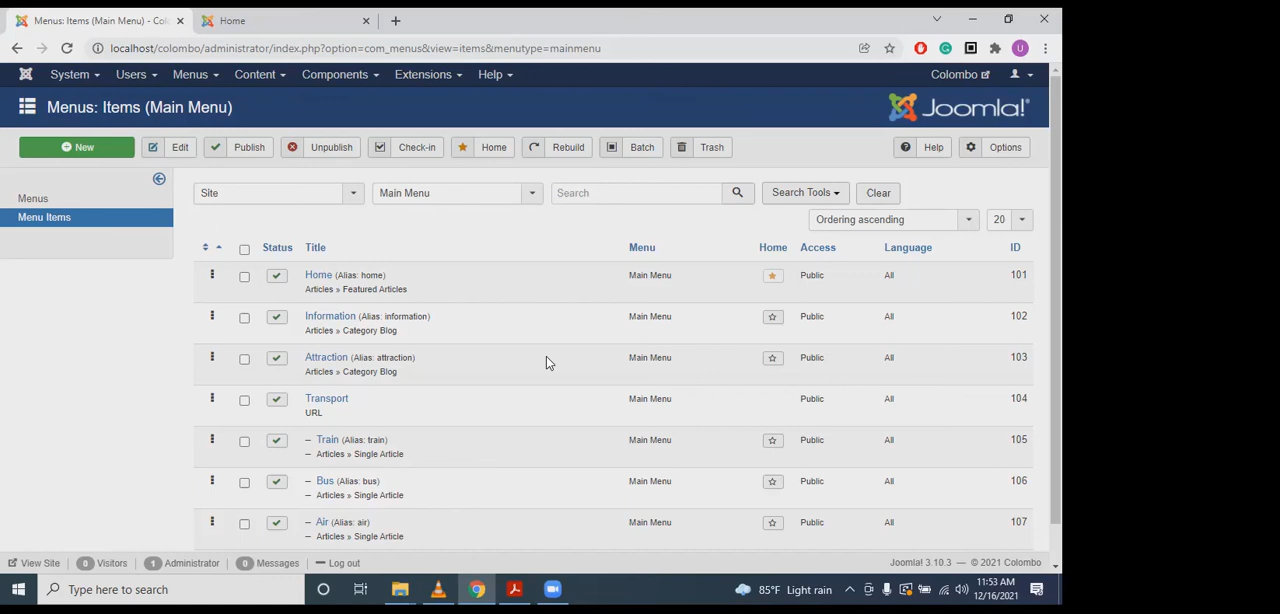 Menus: Items (Main Menu) - Colo
Home
localhost/colombo/administrator/index.php?option=com_menus&view=items&menutype=mainmenu
U
System Users Menus Content Components Extensions Help Colombo
Menus: Items (Main Menu)
Joomla!
New Edit Publish Unpublish Check-in Home Rebuild Batch Trash Help Options
Menus
Menu Items
Site Main Menu Search Search Tools Clear
Ordering ascending 20
Status Title Menu Home Access Language ID
Home (Alias: home) Main Menu Public All 101
Articles » Featured Articles
Information (Alias: information) Main Menu Public All 102
Articles » Category Blog
Attraction (Alias: attraction) Main Menu Public All 103
Articles » Category Blog
Transport Main Menu Public All 104
URL
– Train (Alias: train) Main Menu Public All 105
– Articles » Single Article
– Bus (Alias: bus) Main Menu Public All 106
– Articles » Single Article
– Air (Alias: air) Main Menu Public All 107
– Articles » Single Article
View Site 0 Visitors 1 Administrator 0 Messages Log out Joomla! 3.10.3 — © 2021 Colombo
Type here to search
85°F Light rain
11:53 AM
12/16/2021